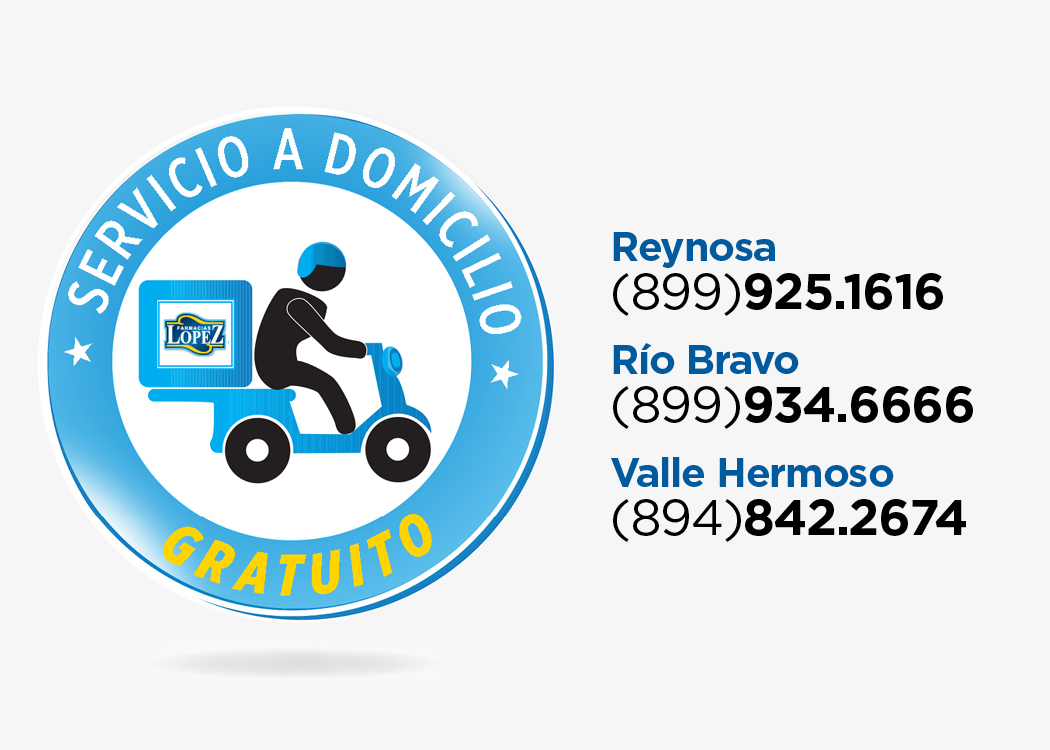 SERVICIO A DOMICILIO
FARMACIAS
LOPEZ
GRATUITO
Reynosa
(899)925.1616
Río Bravo
(899)934.6666
Valle Hermoso
(894)842.2674